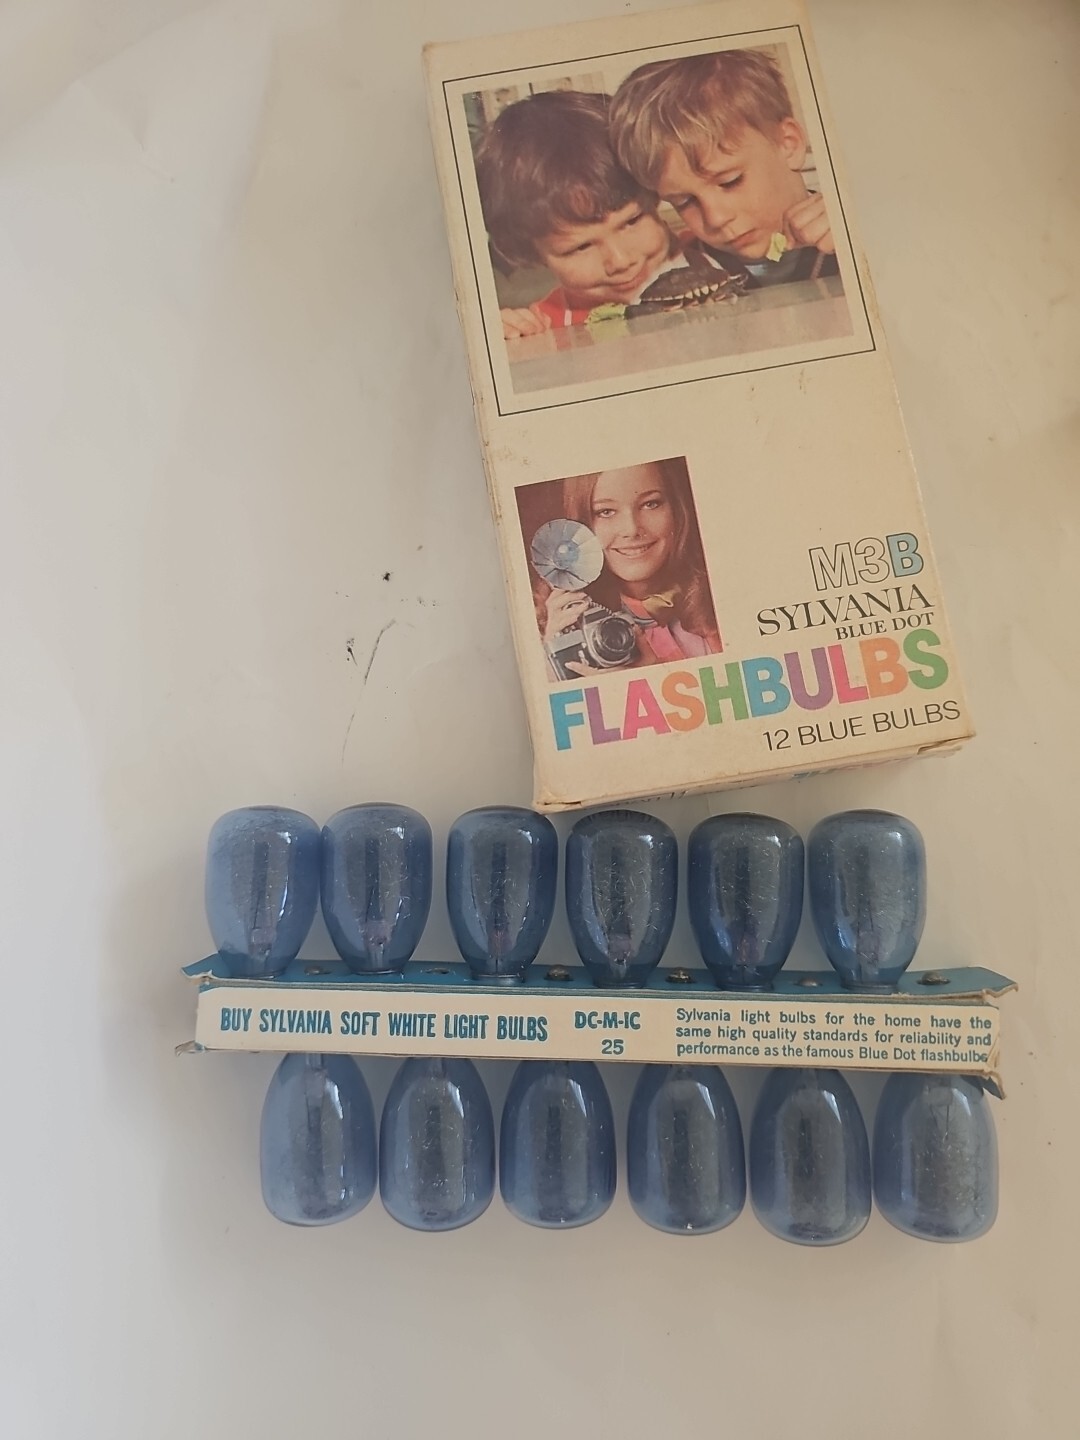 M3B
SYLVANIA
BLUE DOT
FLASHBULBS
12 BLUE BULBS
BUY SYLVANIA SOFT WHITE LIGHT BULBS
DC-M-IC
25
Sylvania light bulbs for the home have the
same high quality standards for reliability and
performance as the famous Blue Dot flashbulbs